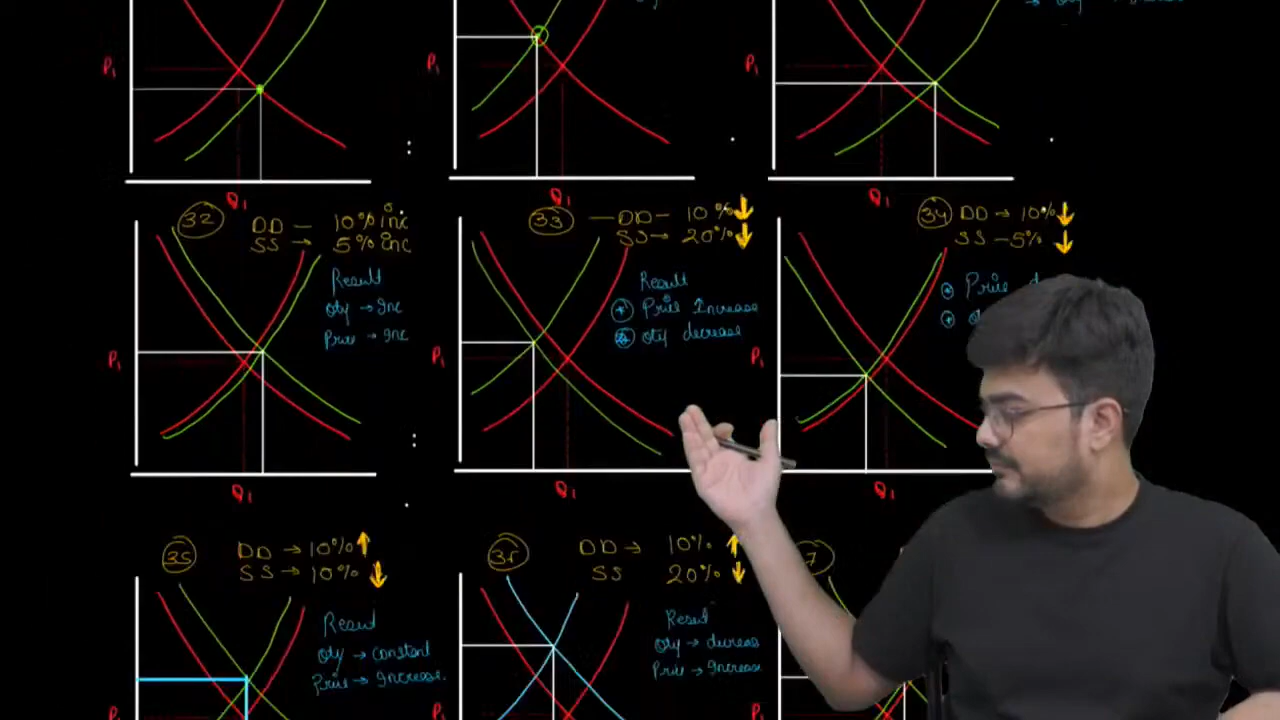 P₁
P₁
P₁
Q₁
Q₁
Q₁
32 DD — 10% inc
SS → 5% inc
Result
Qty → Inc
Price → Inc
P₁
Q₁
33 — DD — 10% ↓
SS → 20% ↓
Result
Price Increase
Qty decrease
P₁
Q₁
34 DD → 10% ↓
SS — 5% ↓
Price
P₁
Q₁
35 DD → 10% ↑
SS → 10% ↓
Result
Qty → constant
Price → Increase.
P₁
DD → 10% ↑
SS 20% ↓
Result
Qty → decrease
Price → Increase
P₁
7